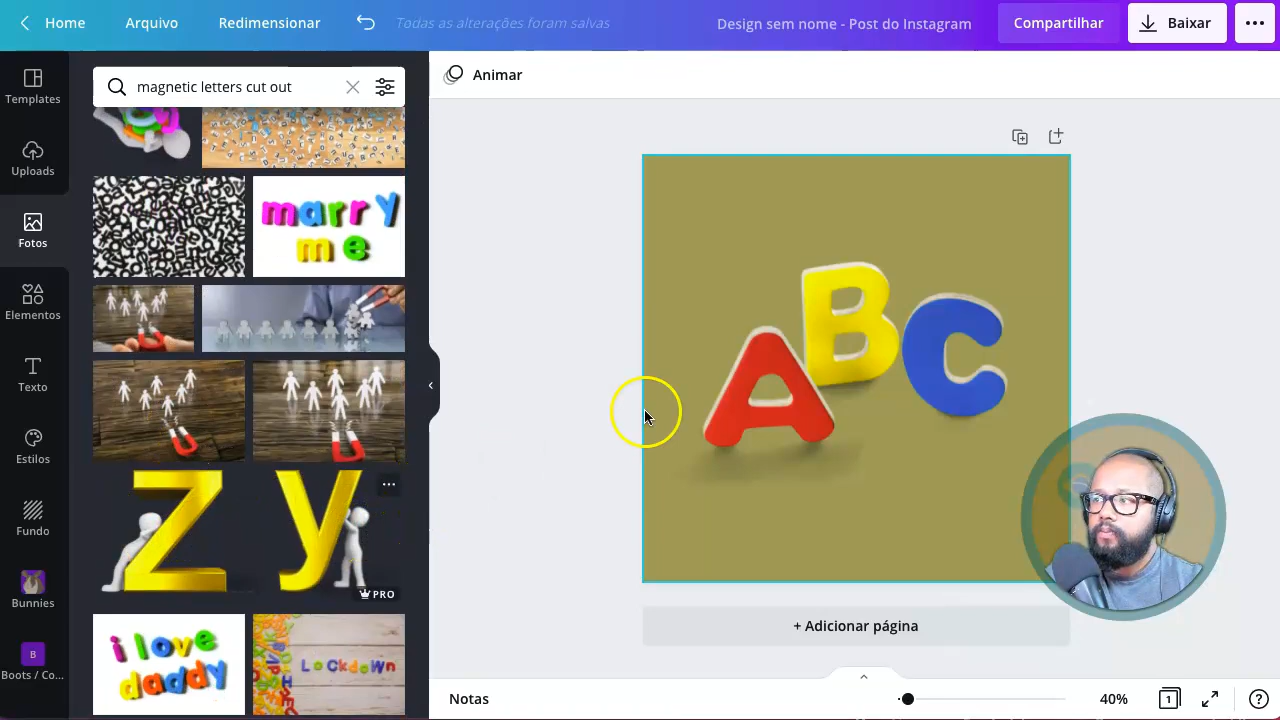 Home Arquivo Redimensionar Todas as alterações foram salvas Design sem nome - Post do Instagram Compartilhar Baixar
Templates
Uploads
Fotos
Elementos
Texto
Estilos
Fundo
Bunnies
B
Boots / Co...
magnetic letters cut out
marry
me
Z y
PRO
i love
daddy
LOCKDOWN
Animar
A B C
+ Adicionar página
Notas
40%
1
?